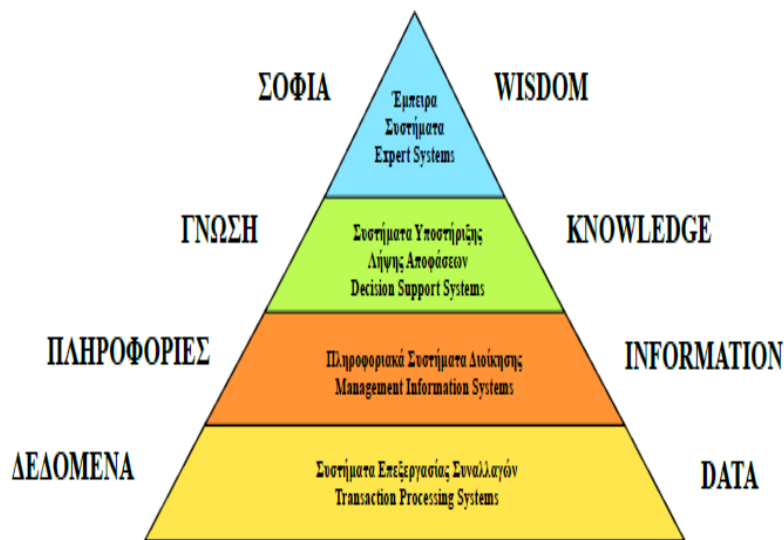 ΣΟΦΙΑ
WISDOM
Έμπειρα
Συστήματα
Expert Systems
ΓΝΩΣΗ
KNOWLEDGE
Συστήματα Υποστήριξης
Λήψης Αποφάσεων
Decision Support Systems
ΠΛΗΡΟΦΟΡΙΕΣ
INFORMATION
Πληροφοριακά Συστήματα Διοίκησης
Management Information Systems
ΔΕΔΟΜΕΝΑ
DATA
Συστήματα Επεξεργασίας Συναλλαγών
Transaction Processing Systems